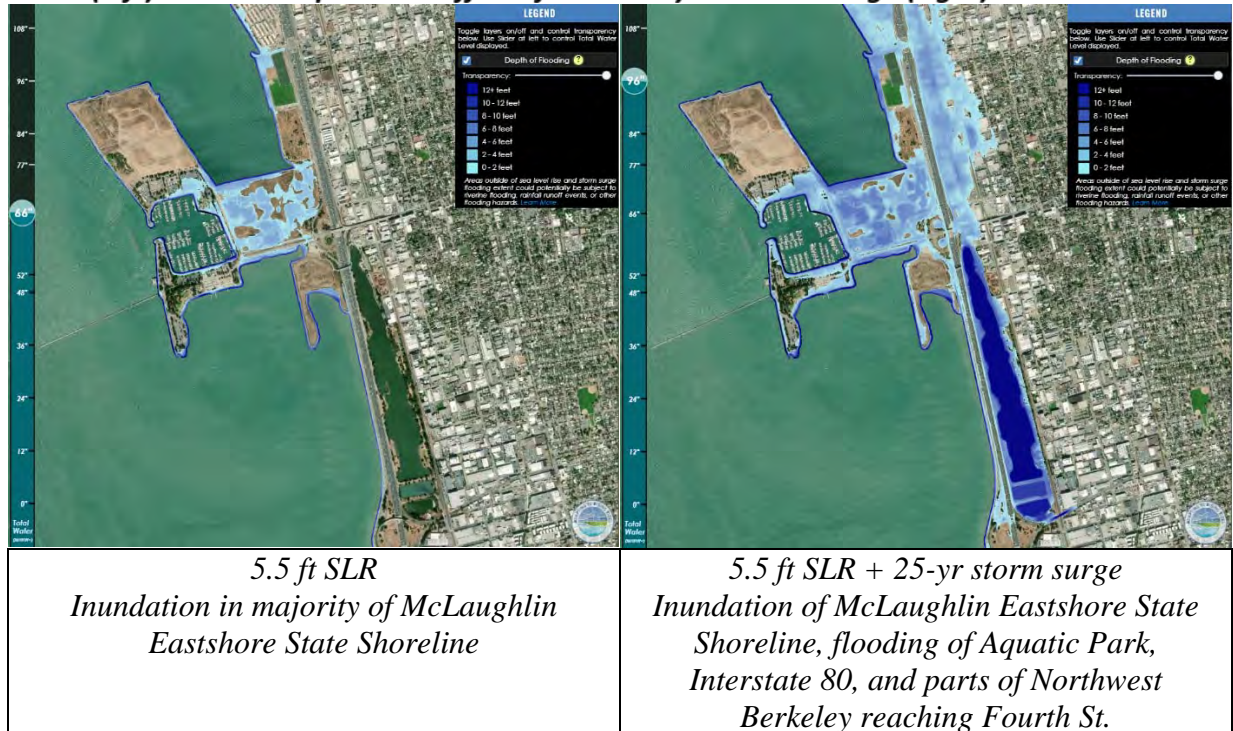 LEGEND
Toggle layers on/off and control transparency
below. Use Slider at left to control Total Water
Level displayed.
Depth of Flooding ?
Transparency:
12+ feet
10 - 12 feet
8 - 10 feet
6 - 8 feet
4 - 6 feet
2 - 4 feet
0 - 2 feet
Areas outside of sea level rise and storm surge
flooding extent could potentially be subject to
riverine flooding, rainfall runoff events, or other
flooding hazards. Learn More
108"
96"
84"
77"
66"
52"
48"
36"
24"
12"
0"
Total
Water
LEGEND
Toggle layers on/off and control transparency
below. Use Slider at left to control Total Water
Level displayed.
Depth of Flooding ?
Transparency:
12+ feet
10 - 12 feet
8 - 10 feet
6 - 8 feet
4 - 6 feet
2 - 4 feet
0 - 2 feet
Areas outside of sea level rise and storm surge
flooding extent could potentially be subject to
riverine flooding, rainfall runoff events, or other
flooding hazards. Learn More
108"
96"
84"
77"
66"
52"
48"
36"
24"
12"
0"
Total
Water
5.5 ft SLR
Inundation in majority of McLaughlin
Eastshore State Shoreline
5.5 ft SLR + 25-yr storm surge
Inundation of McLaughlin Eastshore State
Shoreline, flooding of Aquatic Park,
Interstate 80, and parts of Northwest
Berkeley reaching Fourth St.